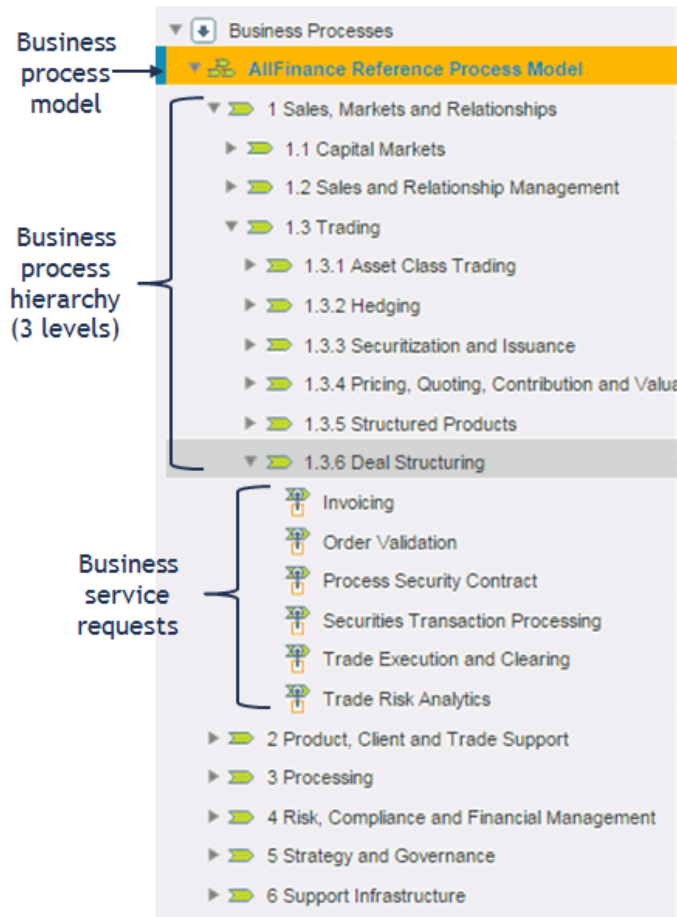 Business
process
model
Business Processes
AllFinance Reference Process Model
Business
process
hierarchy
(3 levels)
1 Sales, Markets and Relationships
1.1 Capital Markets
1.2 Sales and Relationship Management
1.3 Trading
1.3.1 Asset Class Trading
1.3.2 Hedging
1.3.3 Securitization and Issuance
1.3.4 Pricing, Quoting, Contribution and Valua
1.3.5 Structured Products
1.3.6 Deal Structuring
Business
service
requests
Invoicing
Order Validation
Process Security Contract
Securities Transaction Processing
Trade Execution and Clearing
Trade Risk Analytics
2 Product, Client and Trade Support
3 Processing
4 Risk, Compliance and Financial Management
5 Strategy and Governance
6 Support Infrastructure